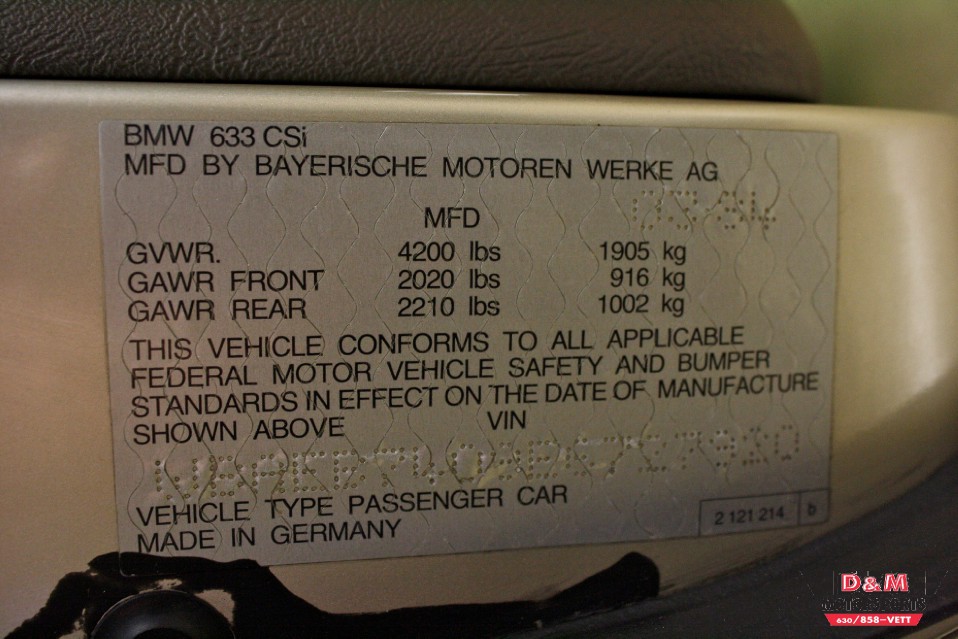 BMW 633 CSi
MFD BY BAYERISCHE MOTOREN WERKE AG
03 84
MFD
GVWR. 4200 lbs 1905 kg
GAWR FRONT 2020 lbs 916 kg
GAWR REAR 2210 lbs 1002 kg
THIS VEHICLE CONFORMS TO ALL APPLICABLE
FEDERAL MOTOR VEHICLE SAFETY AND BUMPER
STANDARDS IN EFFECT ON THE DATE OF MANUFACTURE
SHOWN ABOVE VIN
VEHICLE TYPE PASSENGER CAR
2 121 214 b
MADE IN GERMANY
D&M
MOTORSPORTS
630/858-VETT